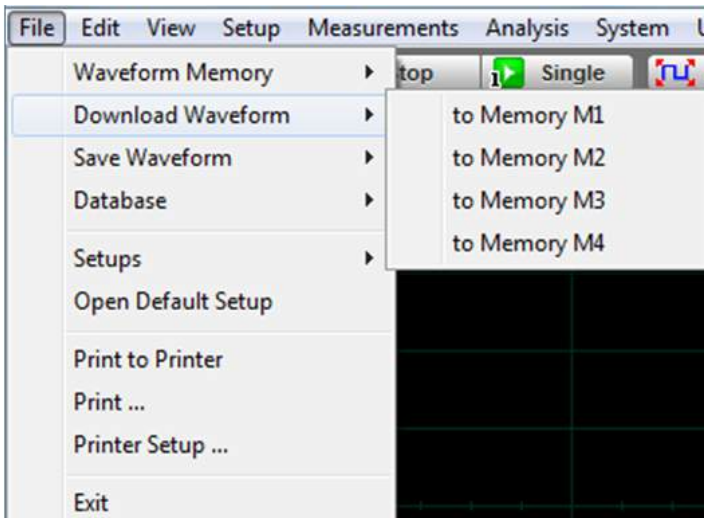 File Edit View Setup Measurements Analysis System
Waveform Memory
top
1 Single
Download Waveform
to Memory M1
Save Waveform
to Memory M2
Database
to Memory M3
to Memory M4
Setups
Open Default Setup
Print to Printer
Print ...
Printer Setup ...
Exit